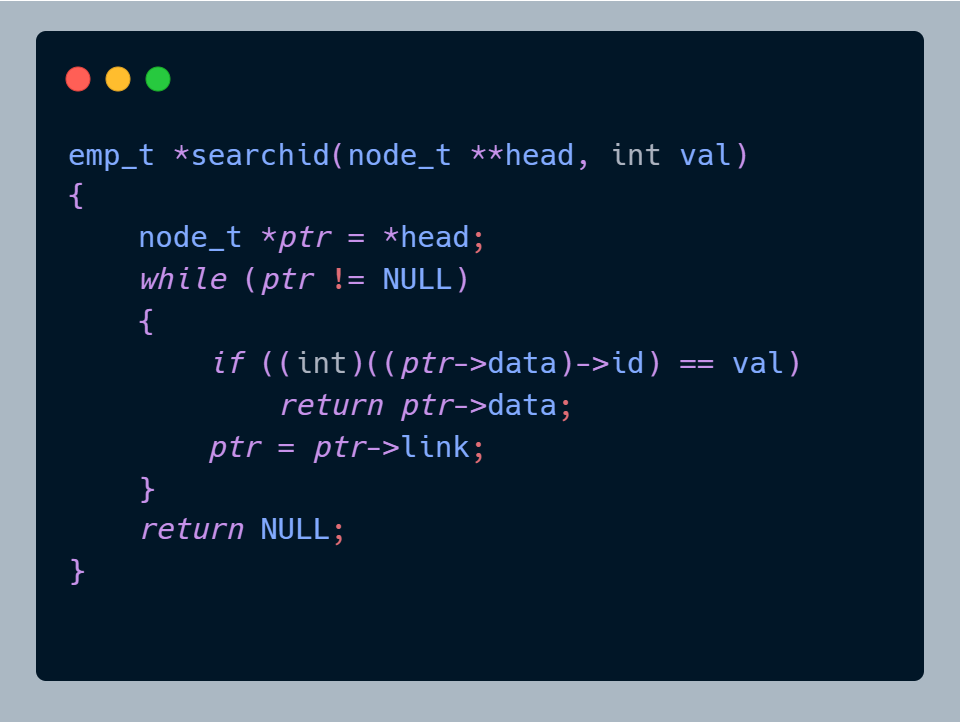 emp_t *searchid(node_t **head, int val)
{
    node_t *ptr = *head;
    while (ptr != NULL)
    {
        if ((int)((ptr->data)->id) == val)
            return ptr->data;
        ptr = ptr->link;
    }
    return NULL;
}